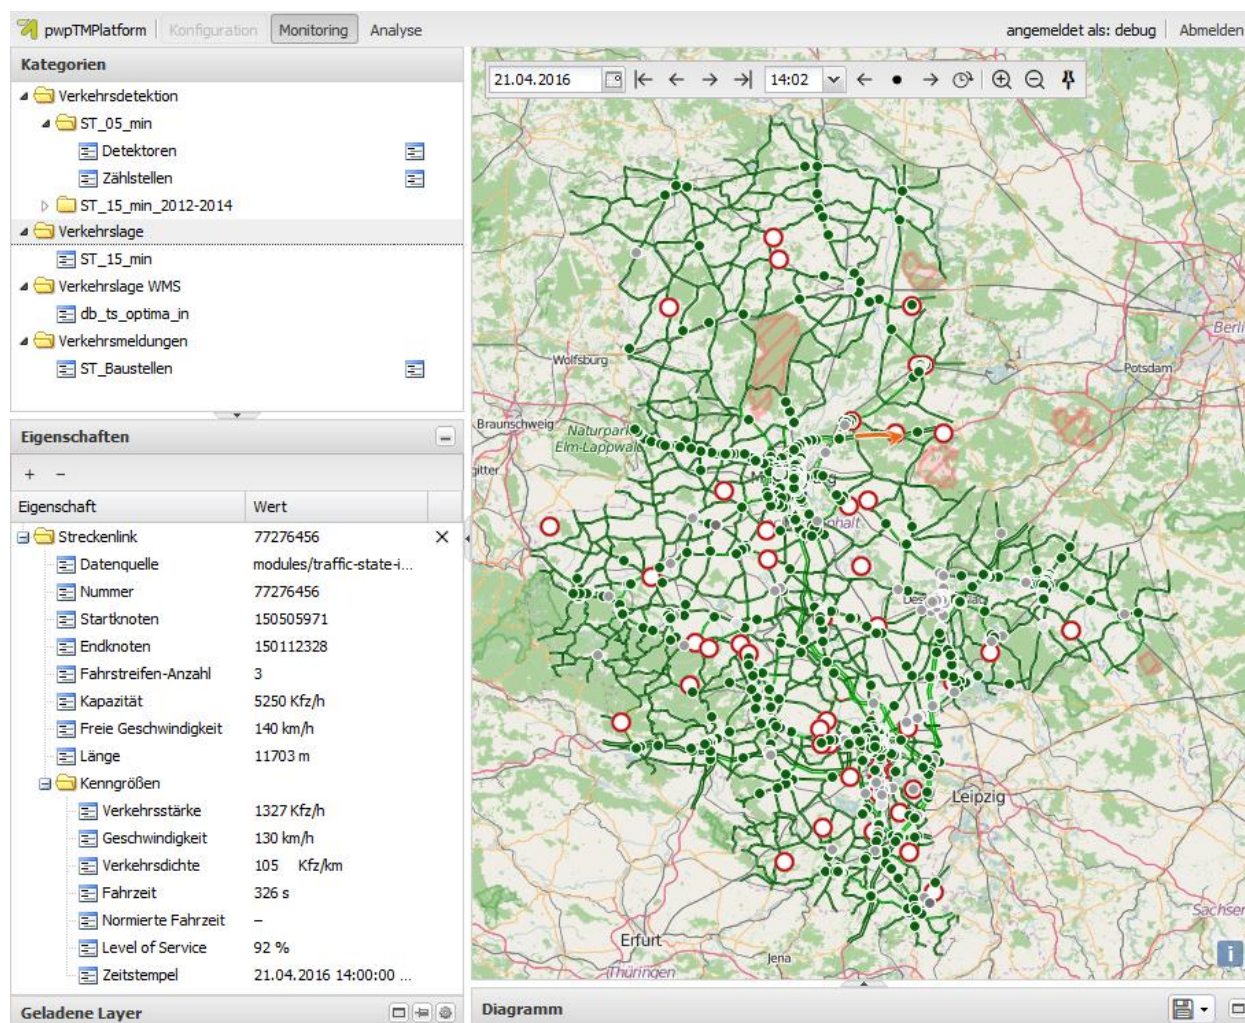 pwpTMPlatform Konfiguration Monitoring Analyse angemeldet als: debug Abmelden
Kategorien
Verkehrsdetektion
ST_05_min
Detektoren
Zählstellen
ST_15_min_2012-2014
Verkehrslage
ST_15_min
Verkehrslage WMS
db_ts_optima_in
Verkehrsmeldungen
ST_Baustellen
Eigenschaften
+ –
Eigenschaft Wert
Streckenlink 77276456
Datenquelle modules/traffic-state-i...
Nummer 77276456
Startknoten 150505971
Endknoten 150112328
Fahrstreifen-Anzahl 3
Kapazität 5250 Kfz/h
Freie Geschwindigkeit 140 km/h
Länge 11703 m
Kenngrößen
Verkehrsstärke 1327 Kfz/h
Geschwindigkeit 130 km/h
Verkehrsdichte 105 Kfz/km
Fahrzeit 326 s
Normierte Fahrzeit –
Level of Service 92 %
Zeitstempel 21.04.2016 14:00:00 ...
Geladene Layer
21.04.2016 14:02
Berli
Wolfsburg
Potsdam
Braunschweig
Naturpark
Elm-Lappwald
gitter
Leipzig
Sachsen
Erfurt
Jena
Thüringen
i
Diagramm